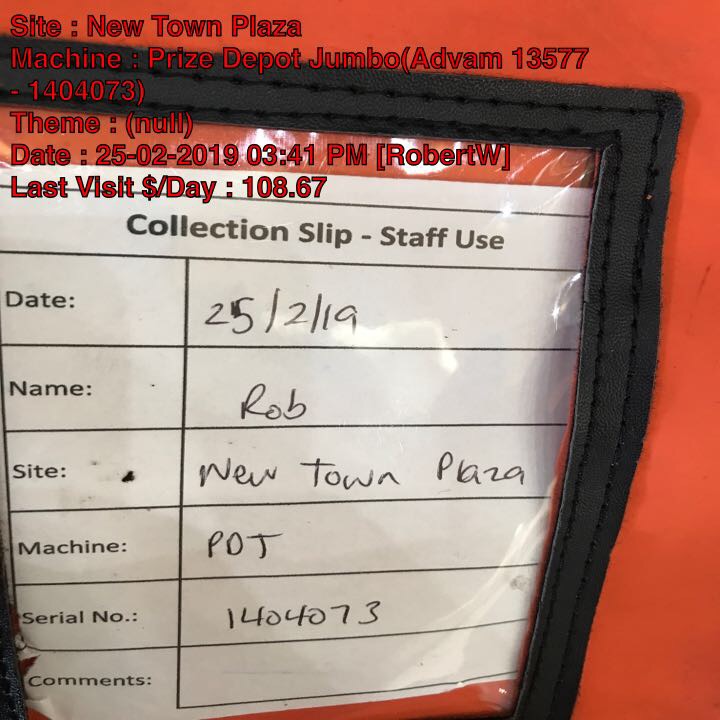 Site : New Town Plaza
Machine : Prize Depot Jumbo(Advam 13577
- 1404073)
Theme : (null)
Date : 25-02-2019 03:41 PM [RobertW]
Last Visit $/Day : 108.67
Collection Slip - Staff Use
Date: 25/2/19
Name: Rob
Site: New Town Plaza
Machine: PDJ
Serial No.: 1404073
Comments: